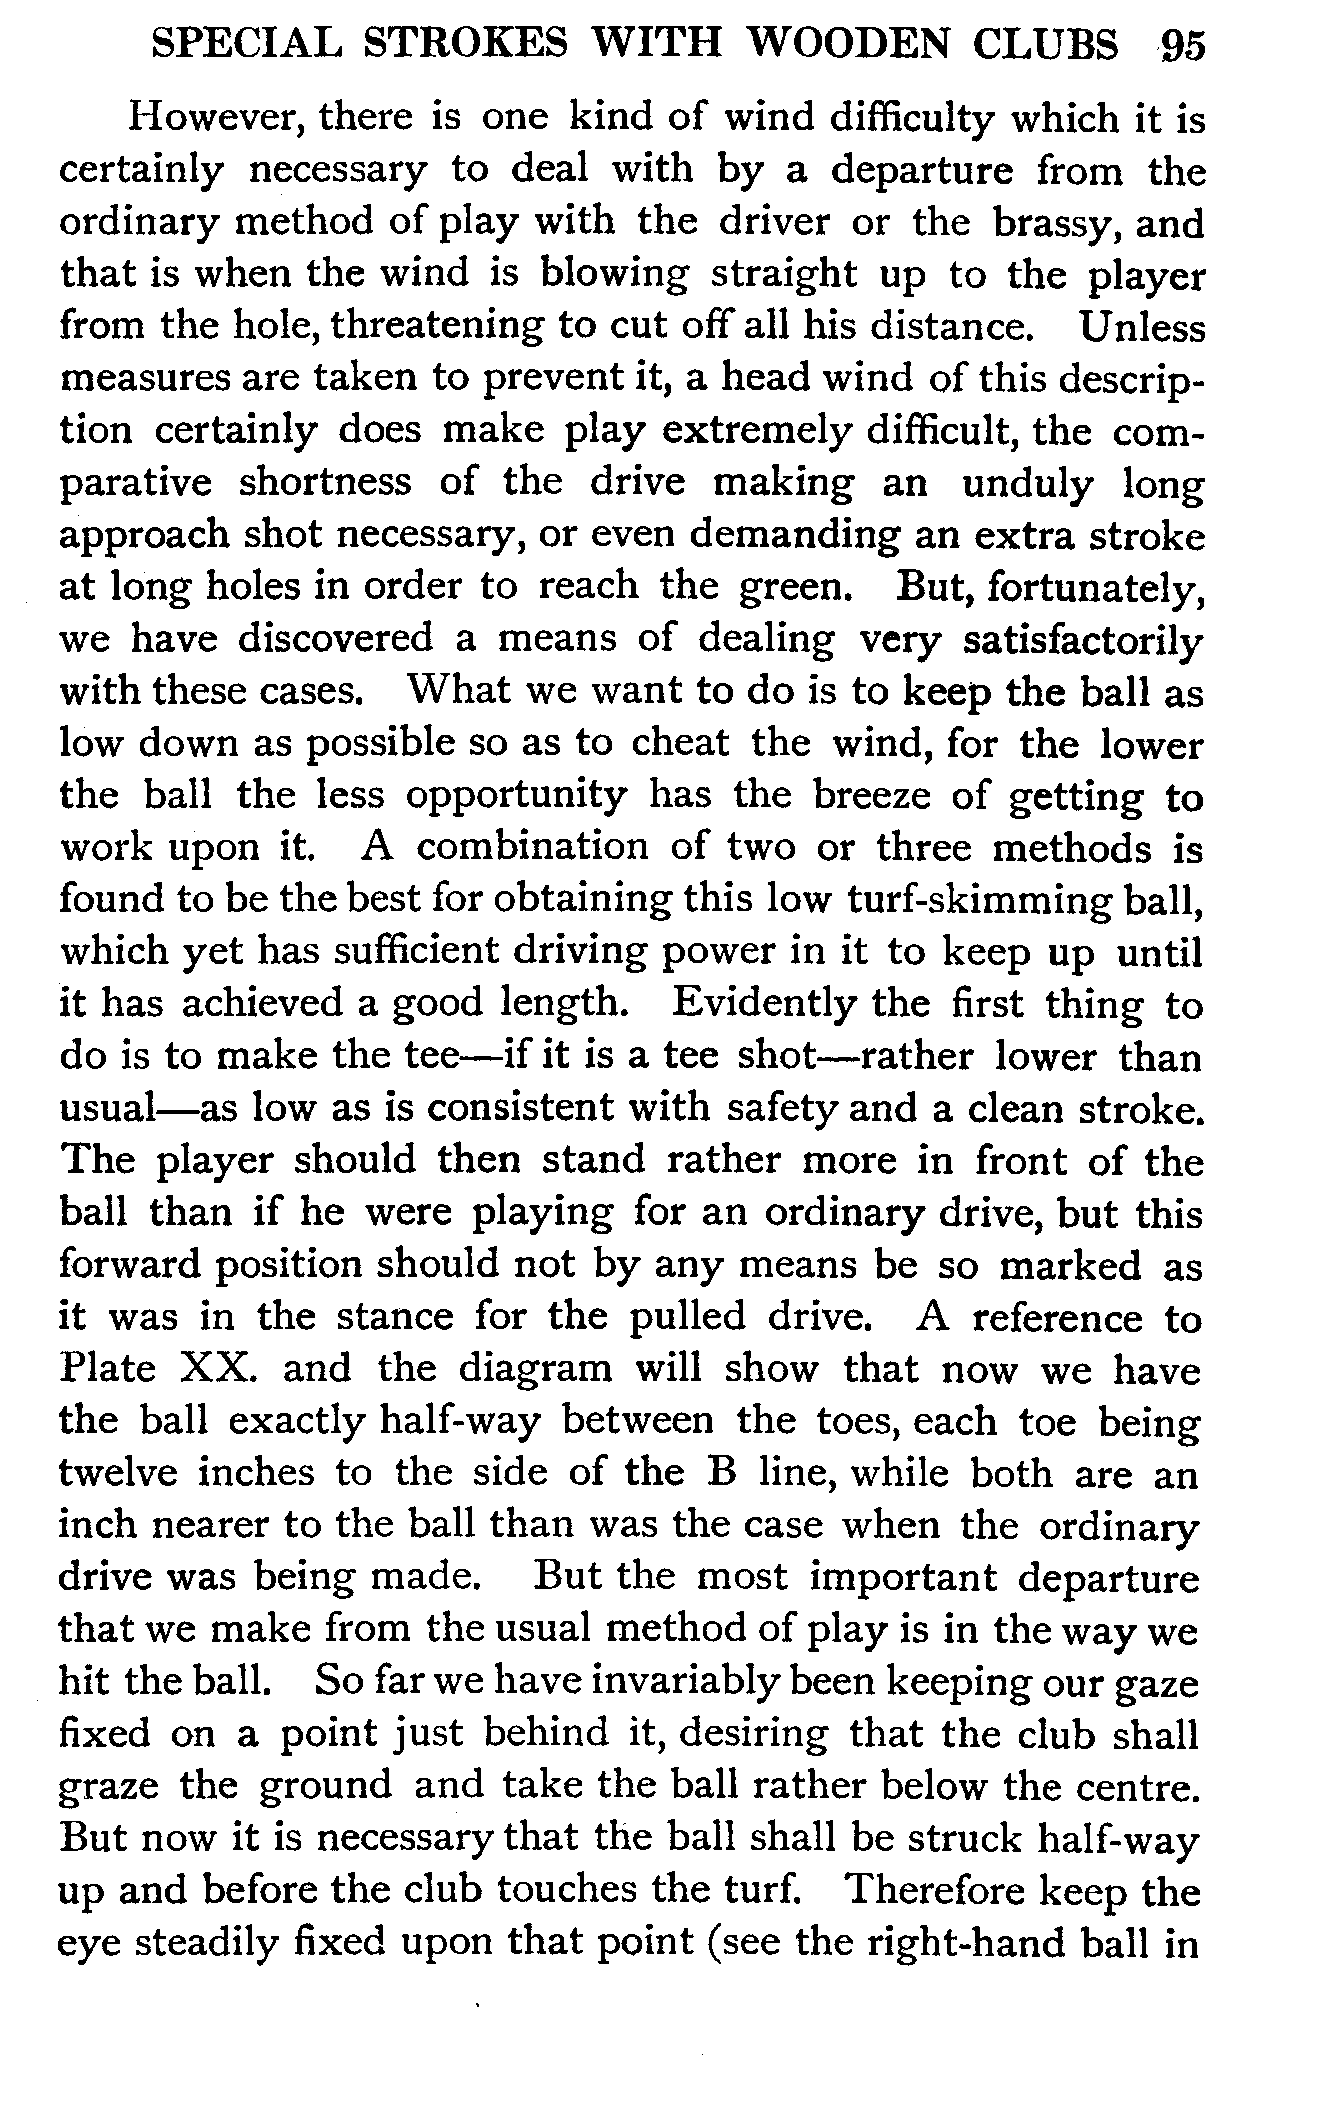 SPECIAL STROKES WITH WOODEN CLUBS 95
However, there is one kind of wind difficulty which it is
certainly necessary to deal with by a departure from the
ordinary method of play with the driver or the brassy, and
that is when the wind is blowing straight up to the player
from the hole, threatening to cut off all his distance. Unless
measures are taken to prevent it, a head wind of this descrip-
tion certainly does make play extremely difficult, the com-
parative shortness of the drive making an unduly long
approach shot necessary, or even demanding an extra stroke
at long holes in order to reach the green. But, fortunately,
we have discovered a means of dealing very satisfactorily
with these cases. What we want to do is to keep the ball as
low down as possible so as to cheat the wind, for the lower
the ball the less opportunity has the breeze of getting to
work upon it. A combination of two or three methods is
found to be the best for obtaining this low turf-skimming ball,
which yet has sufficient driving power in it to keep up until
it has achieved a good length. Evidently the first thing to
do is to make the tee—if it is a tee shot—rather lower than
usual—as low as is consistent with safety and a clean stroke.
The player should then stand rather more in front of the
ball than if he were playing for an ordinary drive, but this
forward position should not by any means be so marked as
it was in the stance for the pulled drive. A reference to
Plate XX. and the diagram will show that now we have
the ball exactly half-way between the toes, each toe being
twelve inches to the side of the B line, while both are an
inch nearer to the ball than was the case when the ordinary
drive was being made. But the most important departure
that we make from the usual method of play is in the way we
hit the ball. So far we have invariably been keeping our gaze
fixed on a point just behind it, desiring that the club shall
graze the ground and take the ball rather below the centre.
But now it is necessary that the ball shall be struck half-way
up and before the club touches the turf. Therefore keep the
eye steadily fixed upon that point (see the right-hand ball in